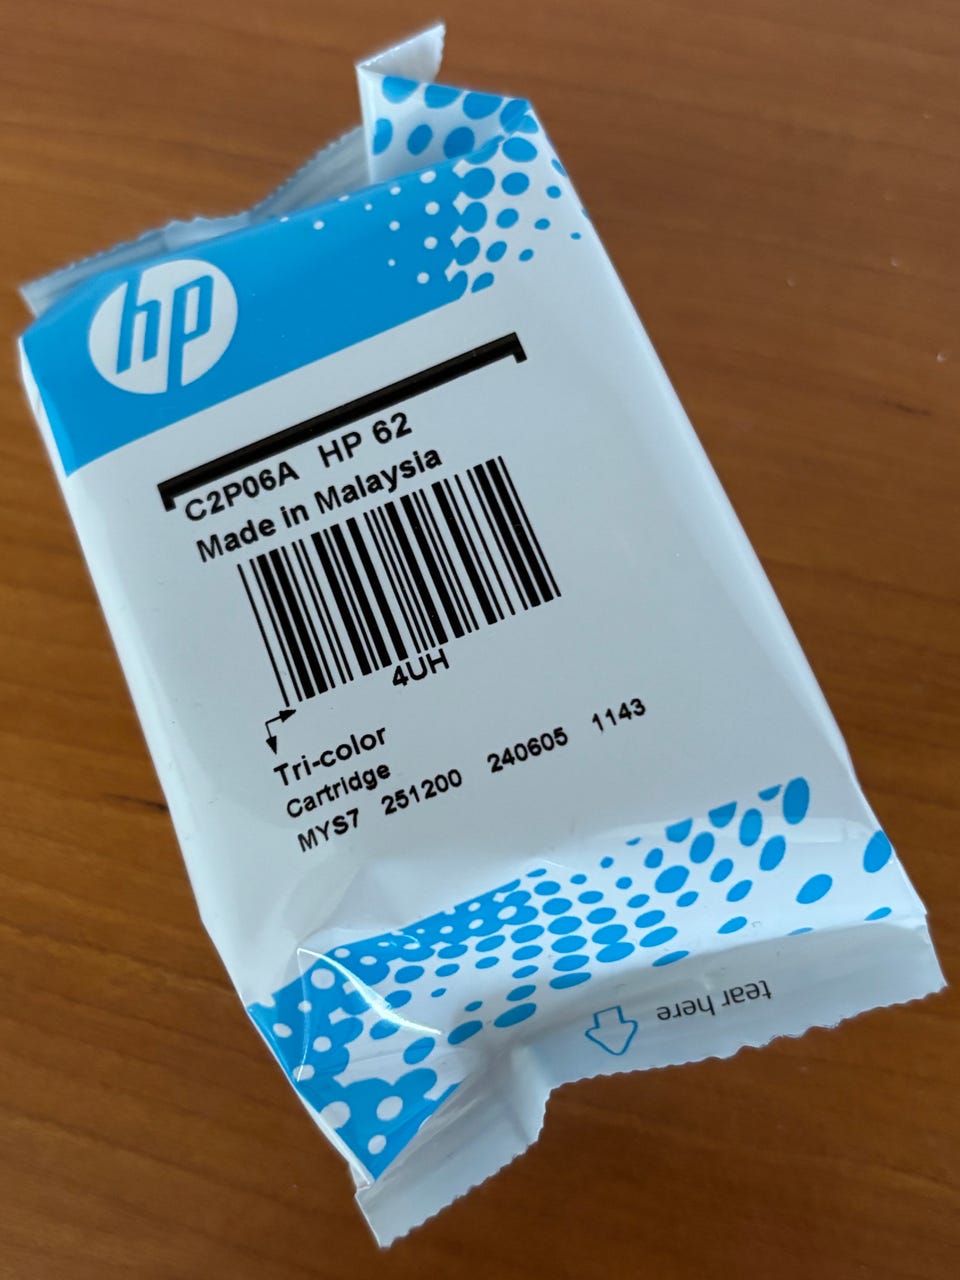 hp
C2P06A HP 62
Made in Malaysia
4UH
Tri-color
Cartridge
MYS7 251200 240605 1143
tear here